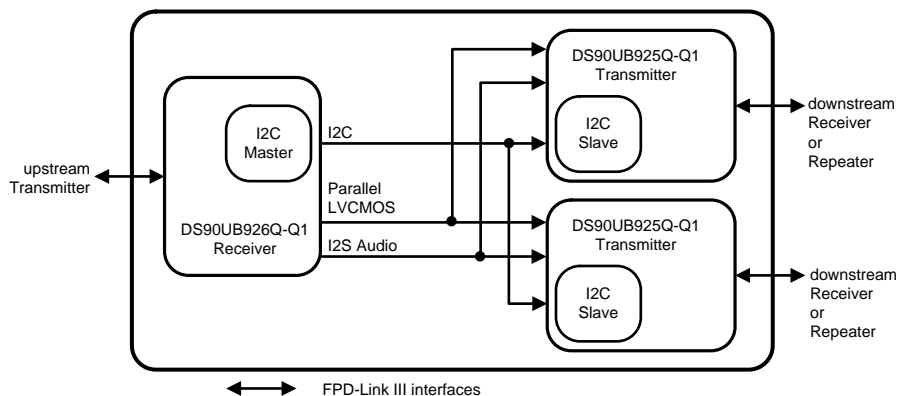 upstream
Transmitter
I2C
Master
DS90UB926Q-Q1
Receiver
I2C
Parallel
LVCMOS
I2S Audio
DS90UB925Q-Q1
Transmitter
I2C
Slave
downstream
Receiver
or
Repeater
DS90UB925Q-Q1
Transmitter
I2C
Slave
downstream
Receiver
or
Repeater
FPD-Link III interfaces